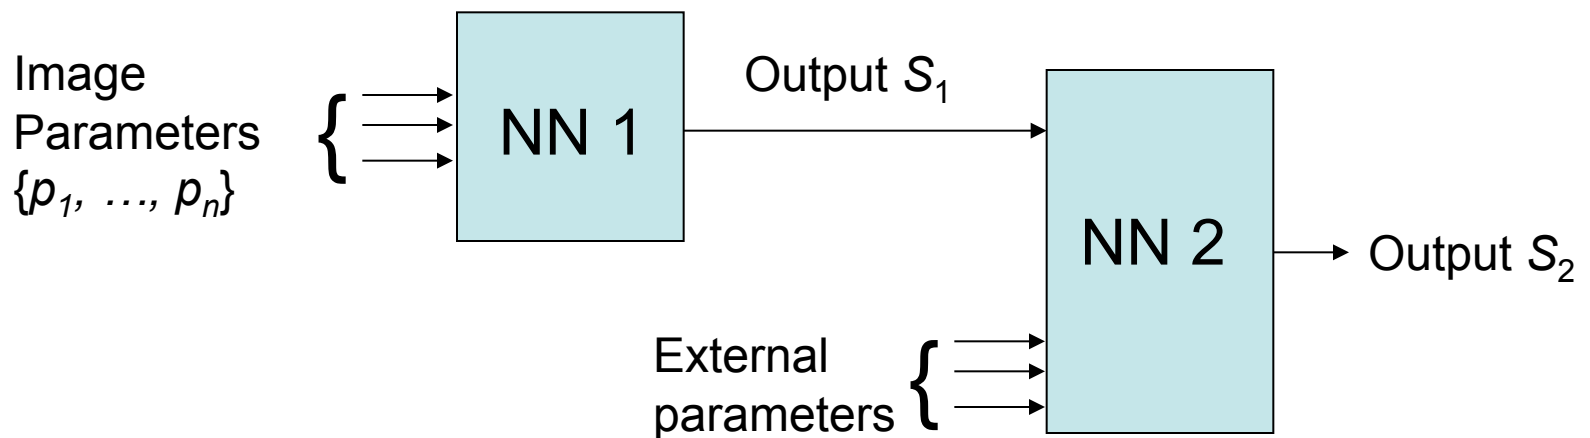 Image
Parameters
{p₁, …, pₙ}
NN 1
Output S₁
NN 2
Output S₂
External
parameters